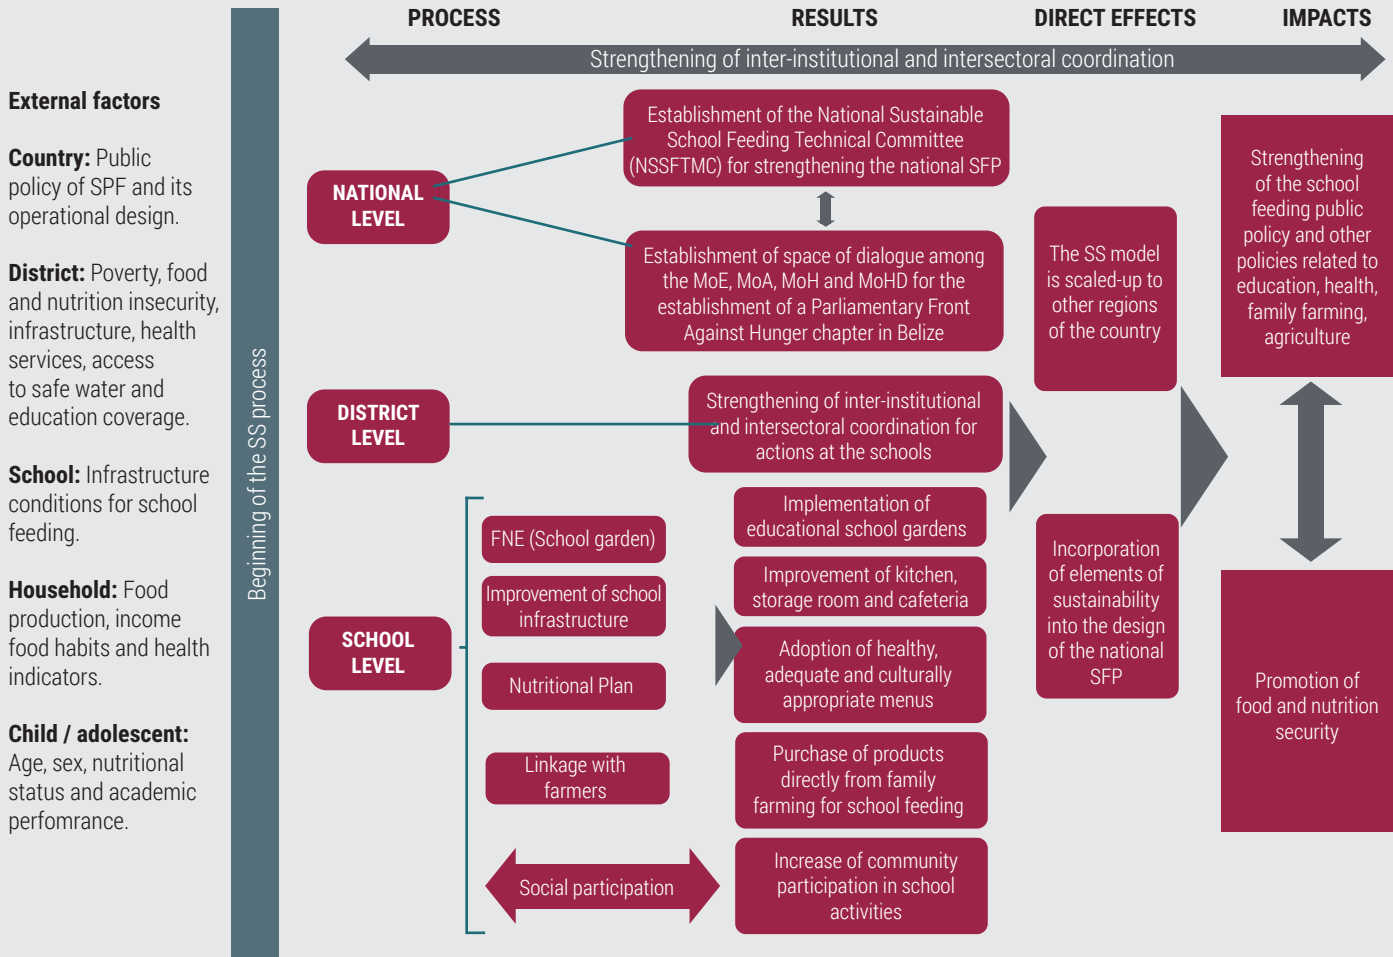 PROCESS
RESULTS
DIRECT EFFECTS
IMPACTS
Strengthening of inter-institutional and intersectoral coordination
External factors
Country: Public
policy of SPF and its
operational design.
District: Poverty, food
and nutrition insecurity,
infrastructure, health
services, access
to safe water and
education coverage.
School: Infrastructure
conditions for school
feeding.
Household: Food
production, income
food habits and health
indicators.
Child / adolescent:
Age, sex, nutritional
status and academic
perfomrance.
Beginning of the SS process
NATIONAL
LEVEL
Establishment of the National Sustainable
School Feeding Technical Committee
(NSSFTMC) for strengthening the national SFP
Establishment of space of dialogue among
the MoE, MoA, MoH and MoHD for the
establishment of a Parliamentary Front
Against Hunger chapter in Belize
DISTRICT
LEVEL
Strengthening of inter-institutional
and intersectoral coordination for
actions at the schools
SCHOOL
LEVEL
FNE (School garden)
Improvement of school
infrastructure
Nutritional Plan
Linkage with
farmers
Social participation
Implementation of
educational school gardens
Improvement of kitchen,
storage room and cafeteria
Adoption of healthy,
adequate and culturally
appropriate menus
Purchase of products
directly from family
farming for school feeding
Increase of community
participation in school
activities
The SS model
is scaled-up to
other regions
of the country
Incorporation
of elements of
sustainability
into the design
of the national
SFP
Strengthening
of the school
feeding public
policy and other
policies related to
education, health,
family farming,
agriculture
Promotion of
food and nutrition
security